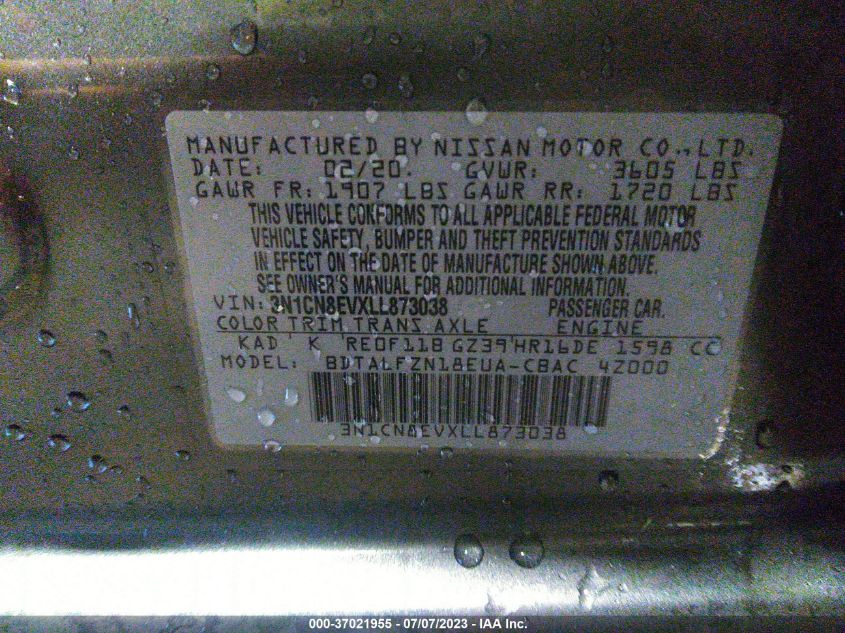 MANUFACTURED BY NISSAN MOTOR CO., LTD.
DATE: 02/20. GVWR: 3605 LBS
GAWR FR: 1907 LBS GAWR RR: 1720 LBS
THIS VEHICLE CONFORMS TO ALL APPLICABLE FEDERAL MOTOR
VEHICLE SAFETY, BUMPER AND THEFT PREVENTION STANDARDS
IN EFFECT ON THE DATE OF MANUFACTURE SHOWN ABOVE.
SEE OWNER'S MANUAL FOR ADDITIONAL INFORMATION.
VIN: 3N1CN8EVXLL873038 PASSENGER CAR.
COLOR TRIM TRANS AXLE ENGINE
KAD K RE0F11B GZ39 HR16DE 1598 CC
MODEL: BDTALFZN18EUA-CBAC 4Z000
3N1CN8EVXLL873038
000-37021955 - 07/07/2023 - IAA Inc.